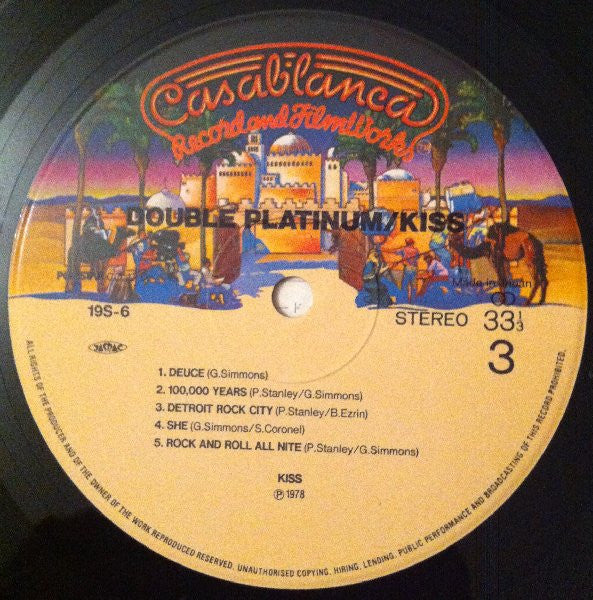 Casablanca
Record and FilmWorks™
DOUBLE PLATINUM/KISS
Made in Japan
19S-6
STEREO 33⅓
JASRAC
3
1. DEUCE (G.Simmons)
2. 100,000 YEARS (P.Stanley/G.Simmons)
3. DETROIT ROCK CITY (P.Stanley/B.Ezrin)
4. SHE (G.Simmons/S.Coronel)
5. ROCK AND ROLL ALL NITE (P.Stanley/G.Simmons)
KISS
℗ 1978
ALL RIGHTS OF THE PRODUCER AND OF THE OWNER OF THE WORK REPRODUCED RESERVED. UNAUTHORISED COPYING, HIRING, LENDING, PUBLIC PERFORMANCE AND BROADCASTING OF THIS RECORD PROHIBITED.